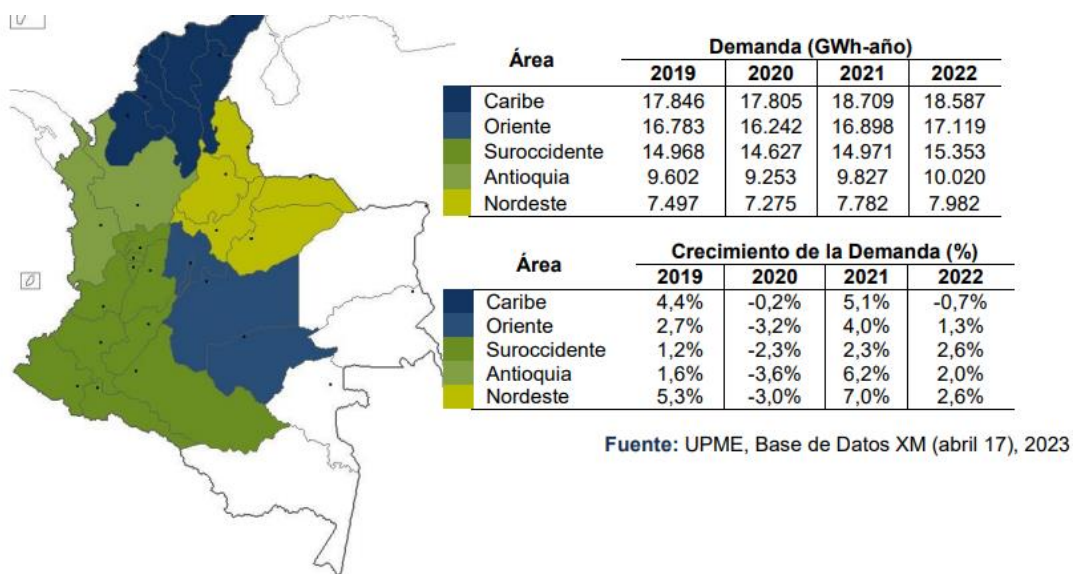 Área Demanda (GWh-año)
2019 2020 2021 2022
Caribe 17.846 17.805 18.709 18.587
Oriente 16.783 16.242 16.898 17.119
Suroccidente 14.968 14.627 14.971 15.353
Antioquia 9.602 9.253 9.827 10.020
Nordeste 7.497 7.275 7.782 7.982
Área Crecimiento de la Demanda (%)
2019 2020 2021 2022
Caribe 4,4% -0,2% 5,1% -0,7%
Oriente 2,7% -3,2% 4,0% 1,3%
Suroccidente 1,2% -2,3% 2,3% 2,6%
Antioquia 1,6% -3,6% 6,2% 2,0%
Nordeste 5,3% -3,0% 7,0% 2,6%
Fuente: UPME, Base de Datos XM (abril 17), 2023